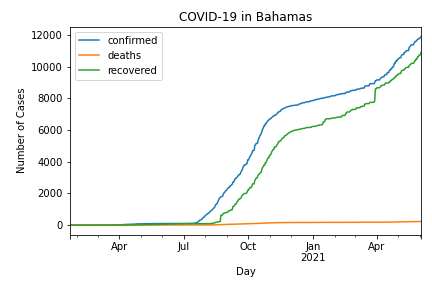 COVID-19 in Bahamas
confirmed
deaths
recovered
12000
10000
8000
6000
4000
2000
0
Number of Cases
Apr
Jul
Oct
Jan
2021
Apr
Day